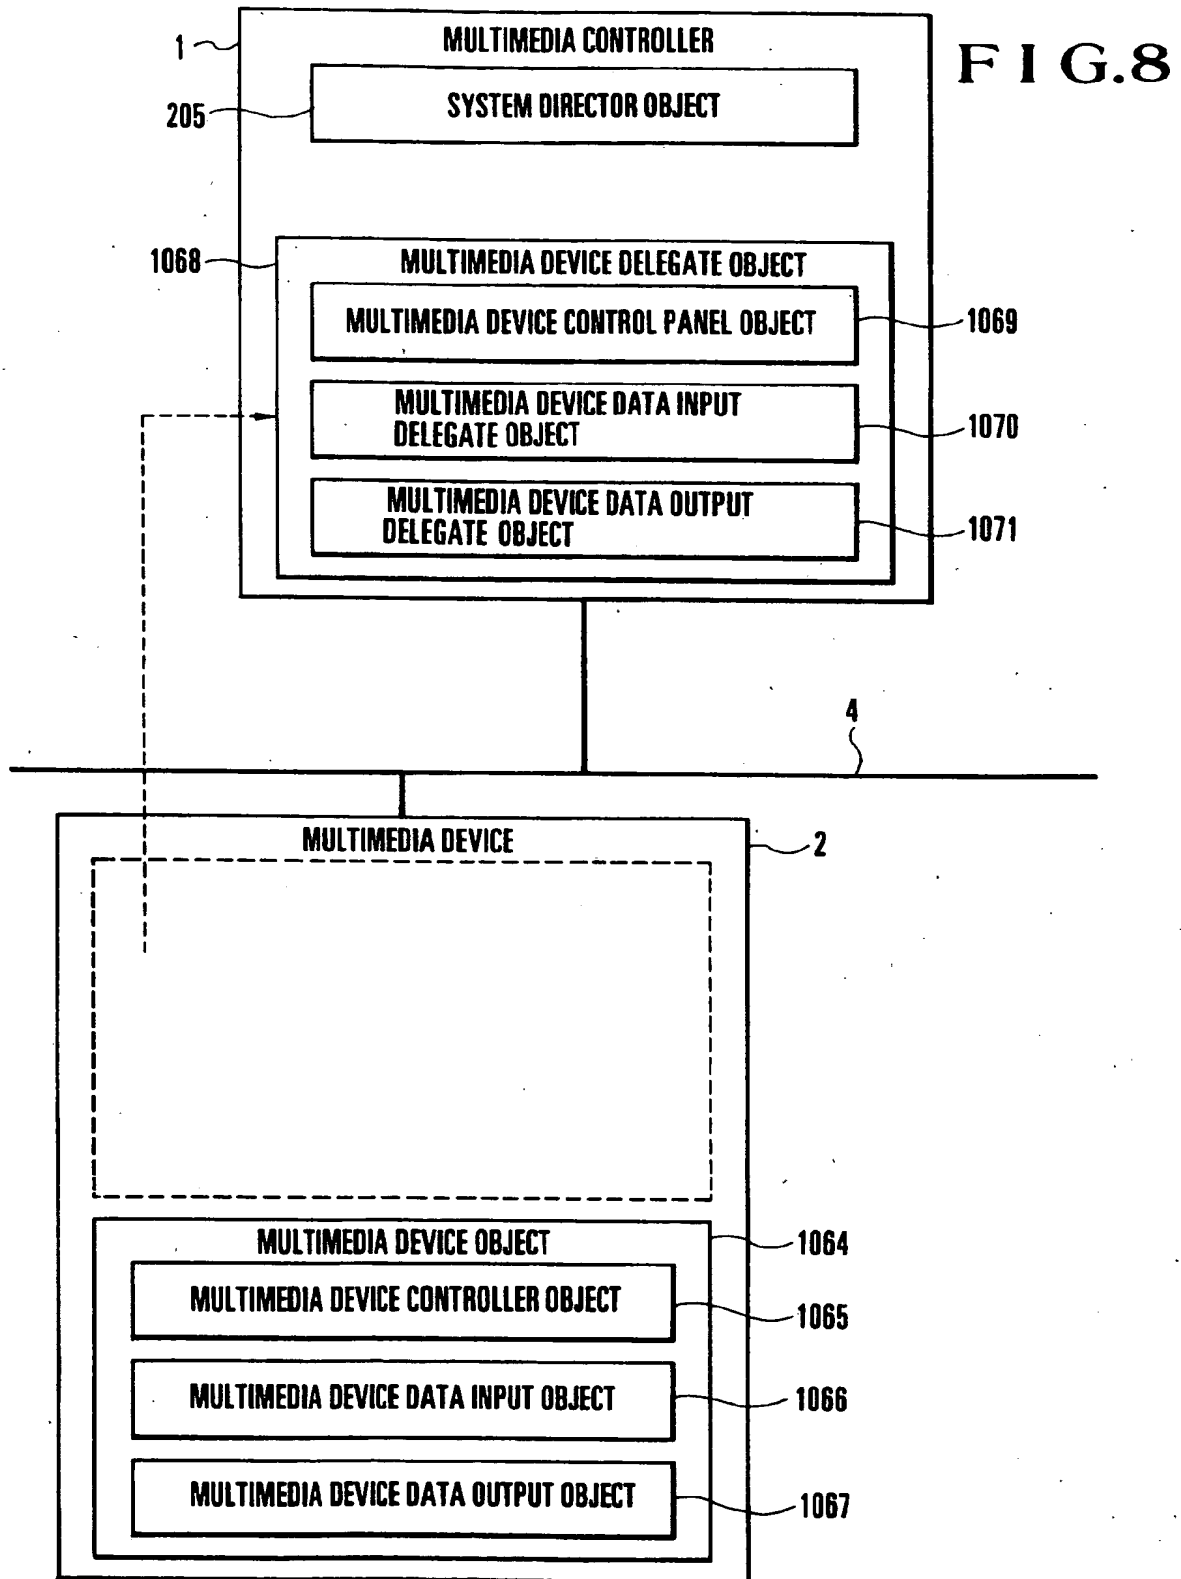 FIG.8
1
MULTIMEDIA CONTROLLER
205
SYSTEM DIRECTOR OBJECT
1068
MULTIMEDIA DEVICE DELEGATE OBJECT
MULTIMEDIA DEVICE CONTROL PANEL OBJECT
1069
MULTIMEDIA DEVICE DATA INPUT
DELEGATE OBJECT
1070
MULTIMEDIA DEVICE DATA OUTPUT
DELEGATE OBJECT
1071
4
MULTIMEDIA DEVICE
2
MULTIMEDIA DEVICE OBJECT
1064
MULTIMEDIA DEVICE CONTROLLER OBJECT
1065
MULTIMEDIA DEVICE DATA INPUT OBJECT
1066
MULTIMEDIA DEVICE DATA OUTPUT OBJECT
1067